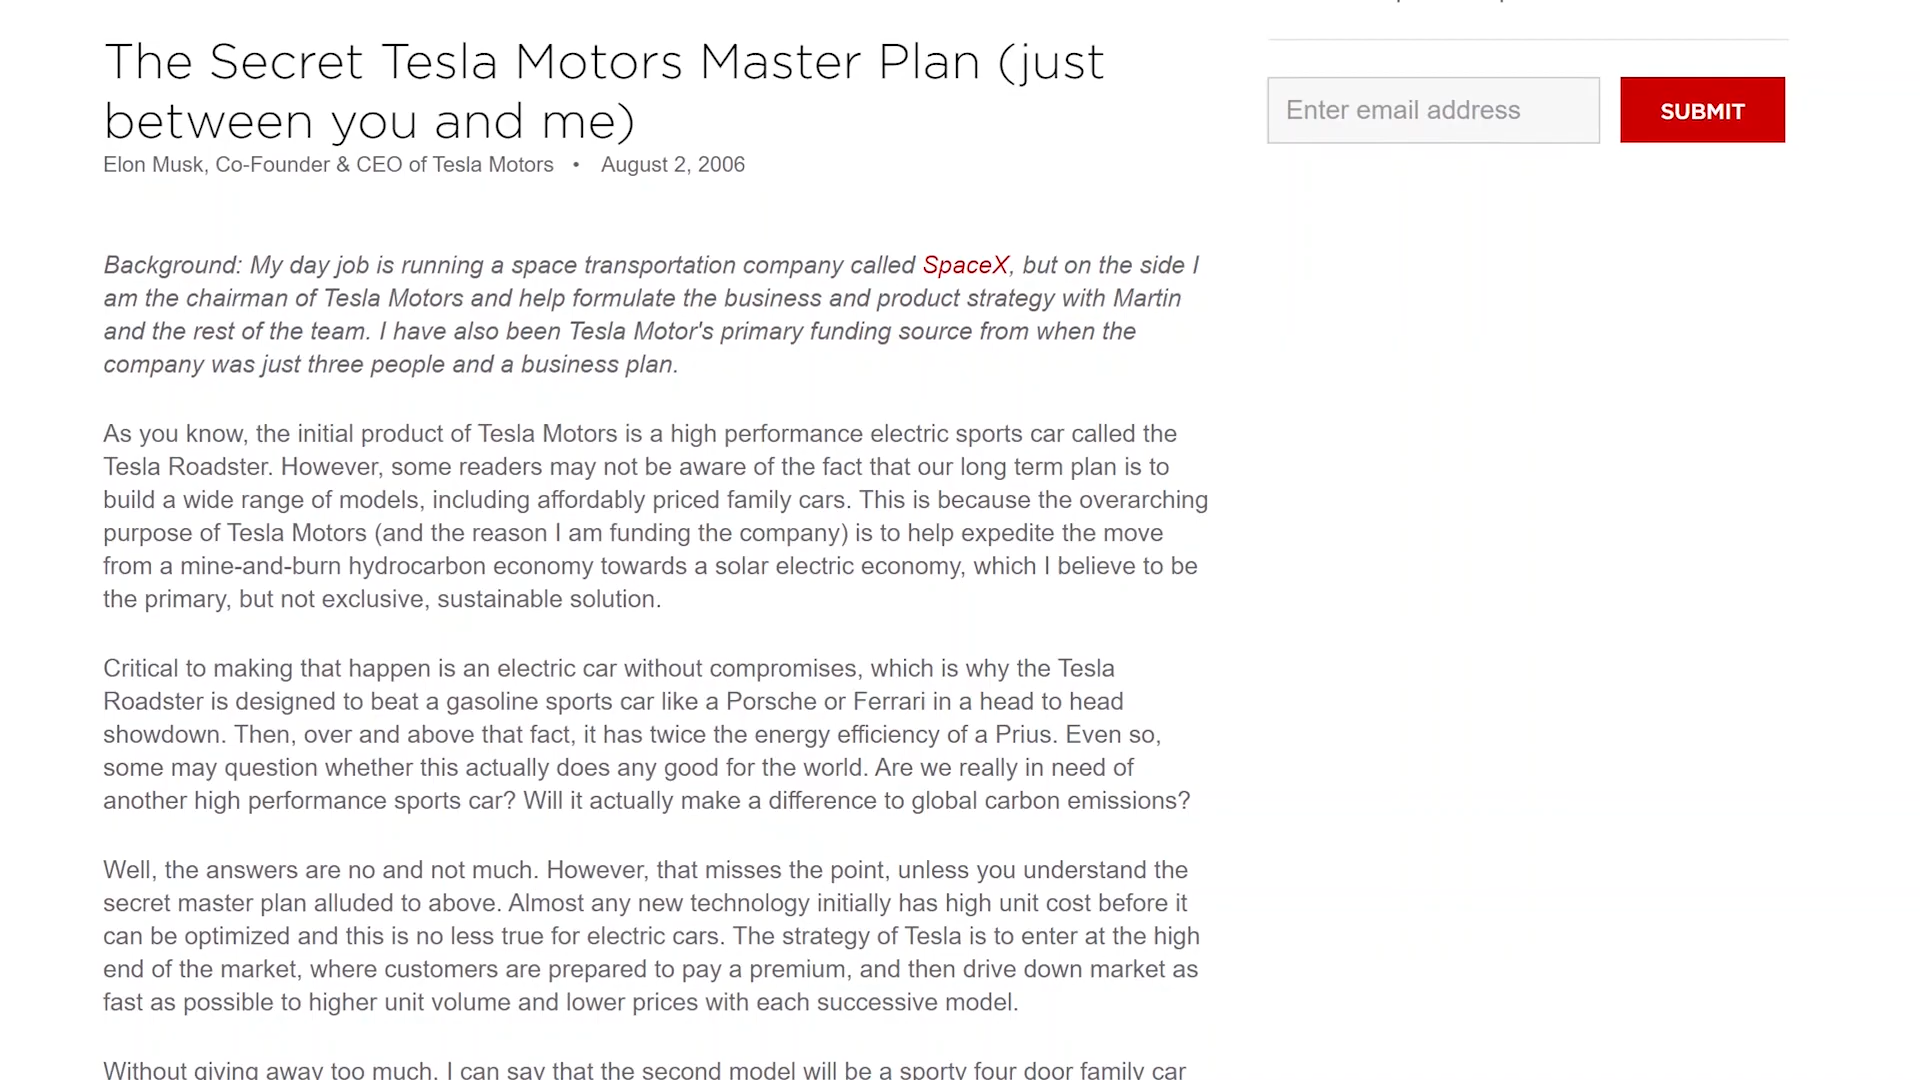 The Secret Tesla Motors Master Plan (just
between you and me)
Elon Musk, Co-Founder & CEO of Tesla Motors • August 2, 2006
Enter email address
SUBMIT
Background: My day job is running a space transportation company called SpaceX, but on the side I
am the chairman of Tesla Motors and help formulate the business and product strategy with Martin
and the rest of the team. I have also been Tesla Motor's primary funding source from when the
company was just three people and a business plan.
As you know, the initial product of Tesla Motors is a high performance electric sports car called the
Tesla Roadster. However, some readers may not be aware of the fact that our long term plan is to
build a wide range of models, including affordably priced family cars. This is because the overarching
purpose of Tesla Motors (and the reason I am funding the company) is to help expedite the move
from a mine-and-burn hydrocarbon economy towards a solar electric economy, which I believe to be
the primary, but not exclusive, sustainable solution.
Critical to making that happen is an electric car without compromises, which is why the Tesla
Roadster is designed to beat a gasoline sports car like a Porsche or Ferrari in a head to head
showdown. Then, over and above that fact, it has twice the energy efficiency of a Prius. Even so,
some may question whether this actually does any good for the world. Are we really in need of
another high performance sports car? Will it actually make a difference to global carbon emissions?
Well, the answers are no and not much. However, that misses the point, unless you understand the
secret master plan alluded to above. Almost any new technology initially has high unit cost before it
can be optimized and this is no less true for electric cars. The strategy of Tesla is to enter at the high
end of the market, where customers are prepared to pay a premium, and then drive down market as
fast as possible to higher unit volume and lower prices with each successive model.
Without giving away too much, I can say that the second model will be a sporty four door family car